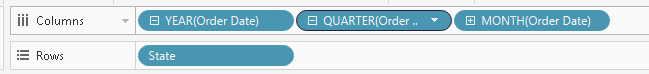 Columns YEAR(Order Date) QUARTER(Order .. MONTH(Order Date)
Rows State